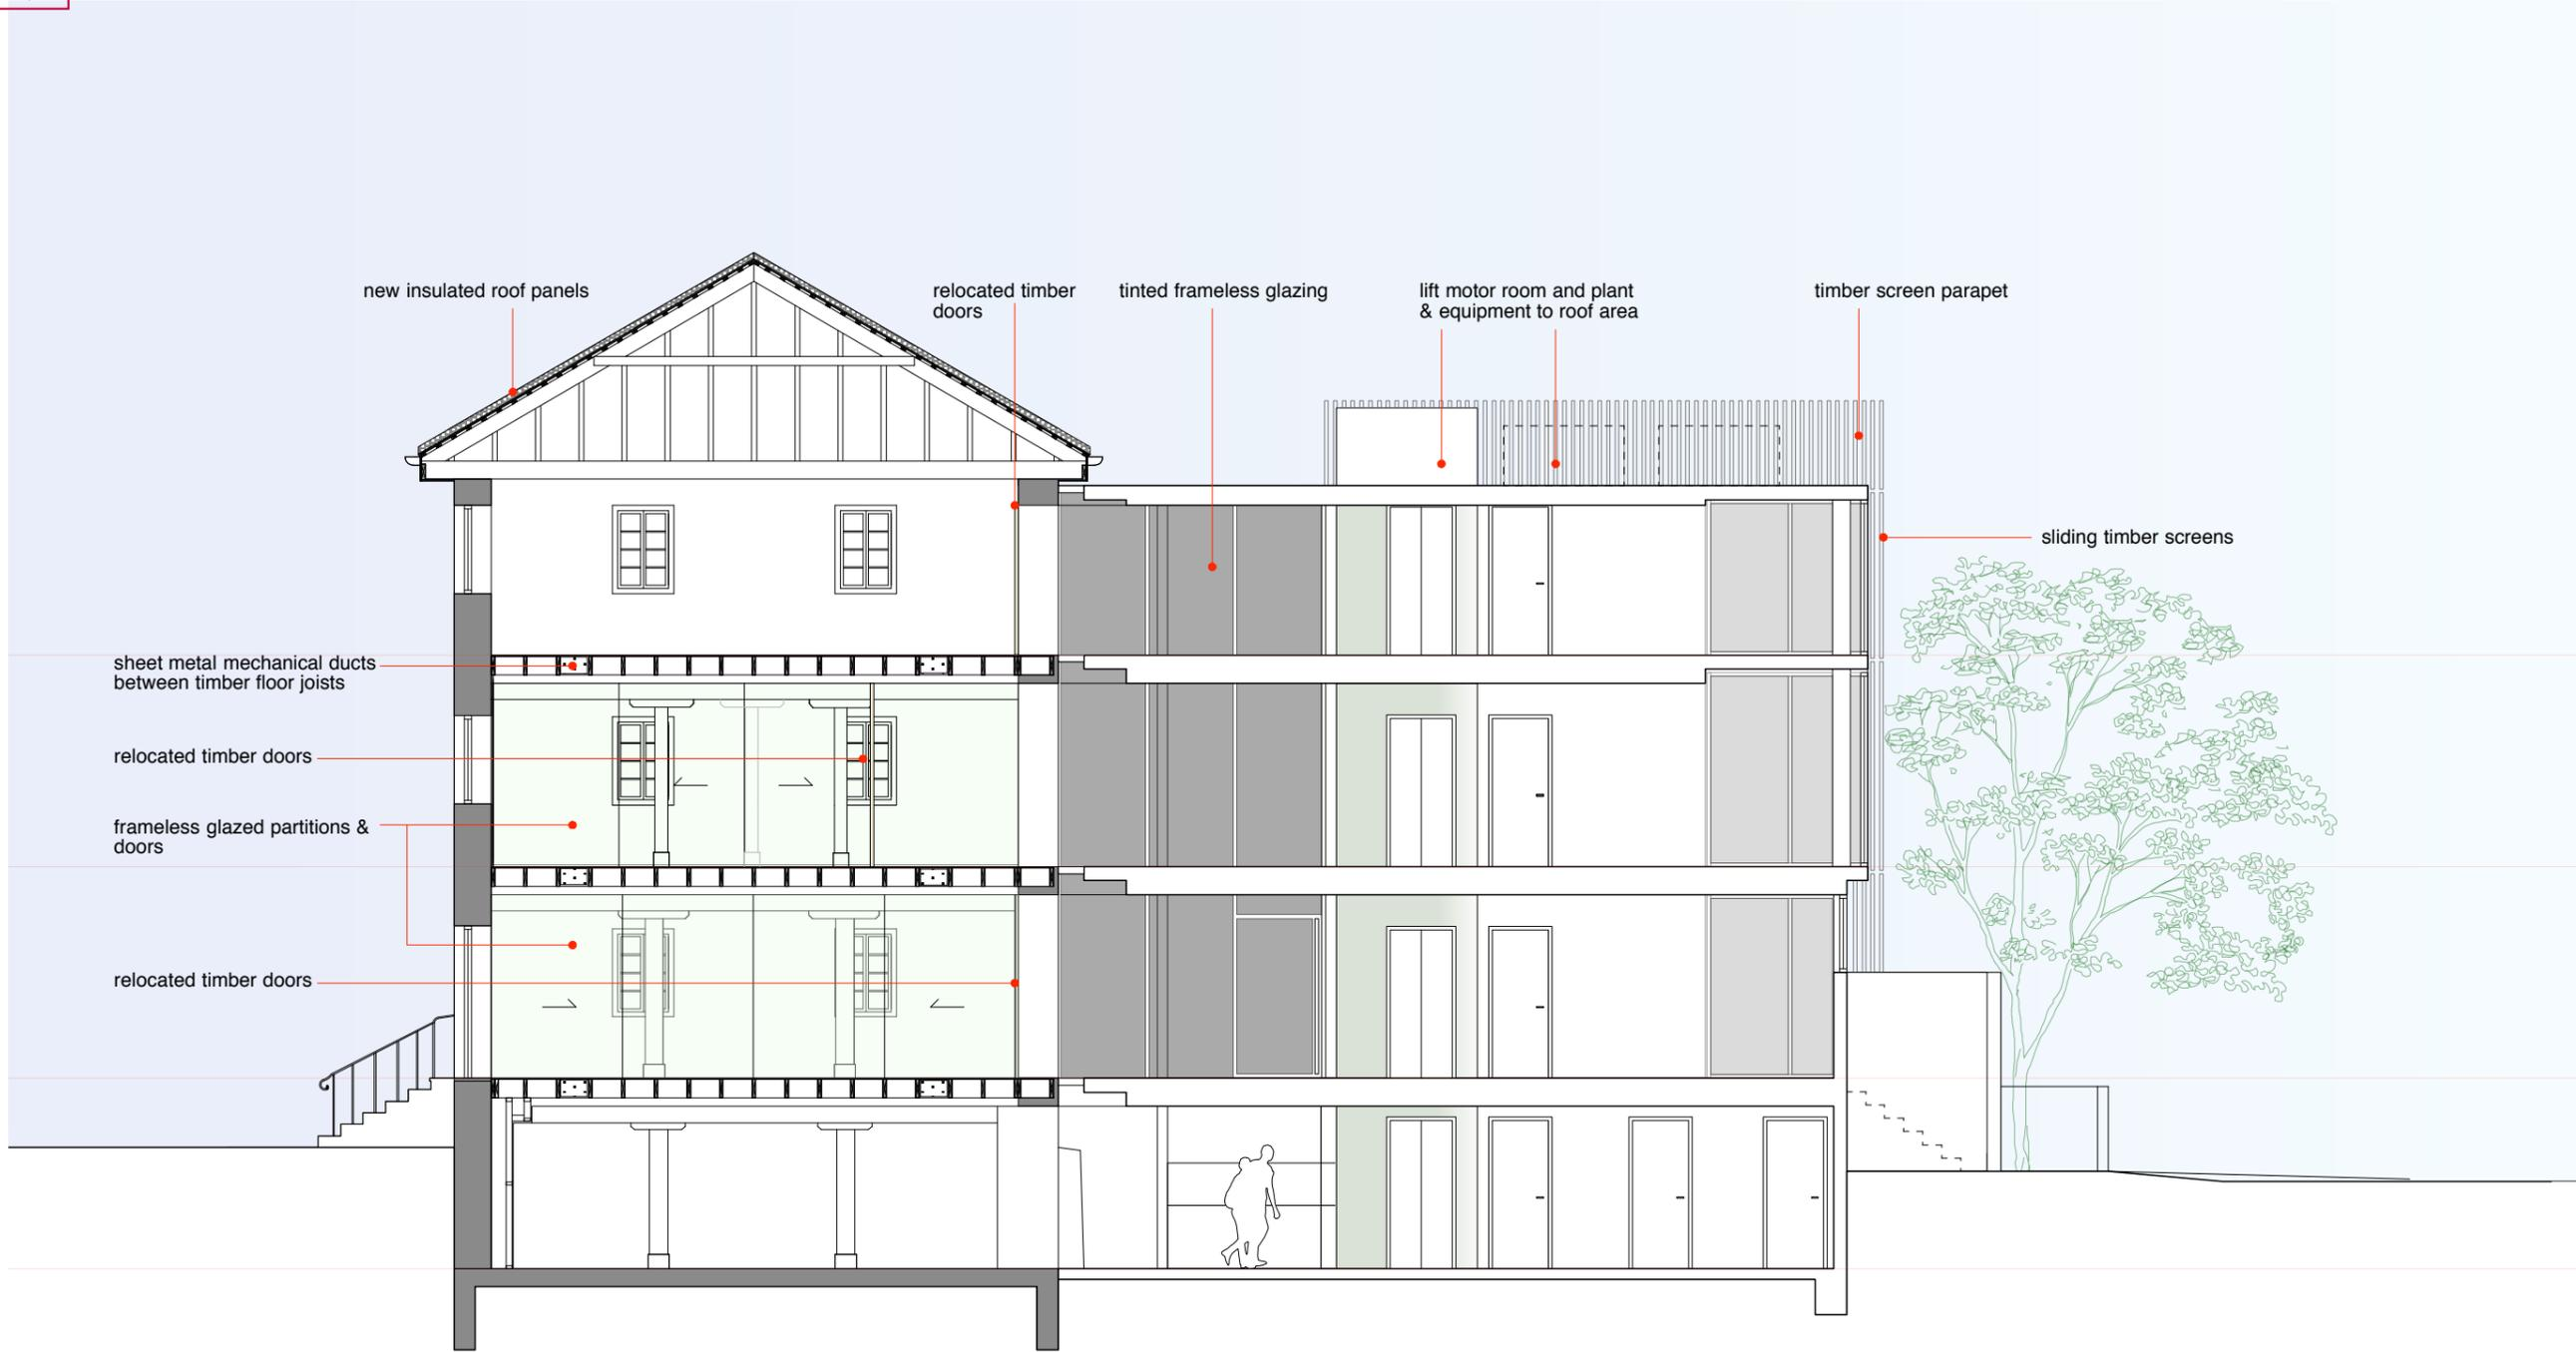 new insulated roof panels
relocated timber
doors
tinted frameless glazing
lift motor room and plant
& equipment to roof area
timber screen parapet
sliding timber screens
sheet metal mechanical ducts
between timber floor joists
relocated timber doors
frameless glazed partitions &
doors
relocated timber doors